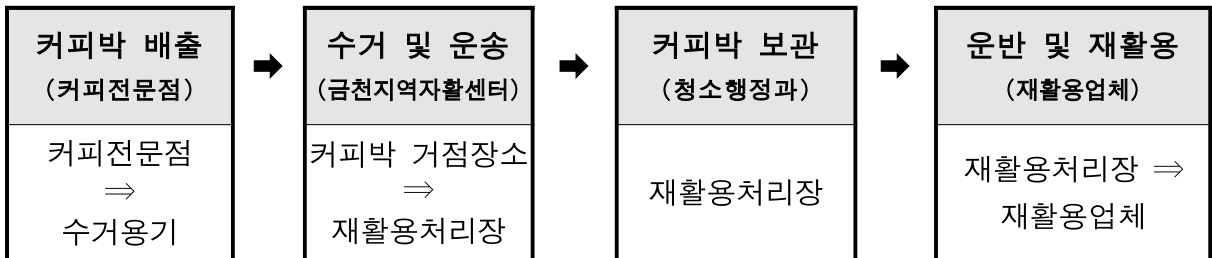 커피박 배출
(커피전문점)
커피전문점
⇒
수거용기
➡
수거 및 운송
(금천지역자활센터)
커피박 거점장소
⇒
재활용처리장
➡
커피박 보관
(청소행정과)
재활용처리장
➡
운반 및 재활용
(재활용업체)
재활용처리장 ⇒
재활용업체